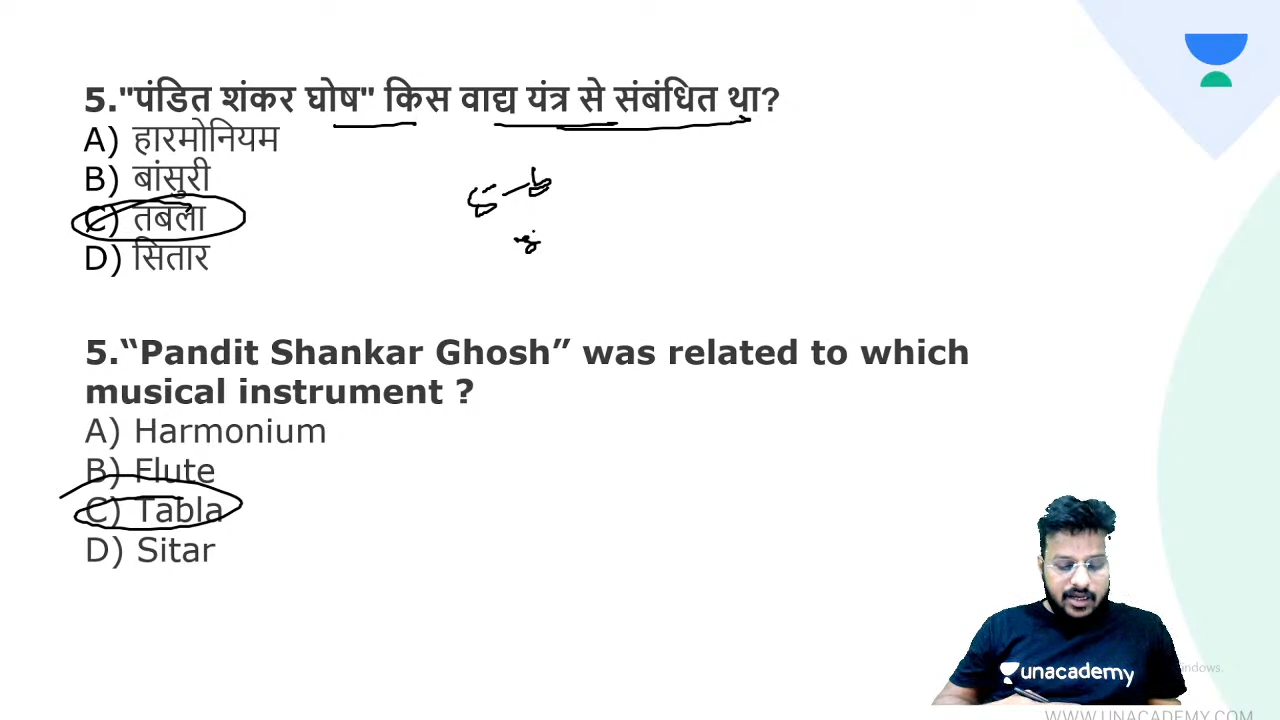 5."पंडित शंकर घोष" किस वाद्य यंत्र से संबंधित था?
A) हारमोनियम
B) बांसुरी
C) तबला
D) सितार
5.“Pandit Shankar Ghosh” was related to which
musical instrument ?
A) Harmonium
B) Flute
C) Tabla
D) Sitar
unacademy
indows.
WWW.UNACADEMY.COM